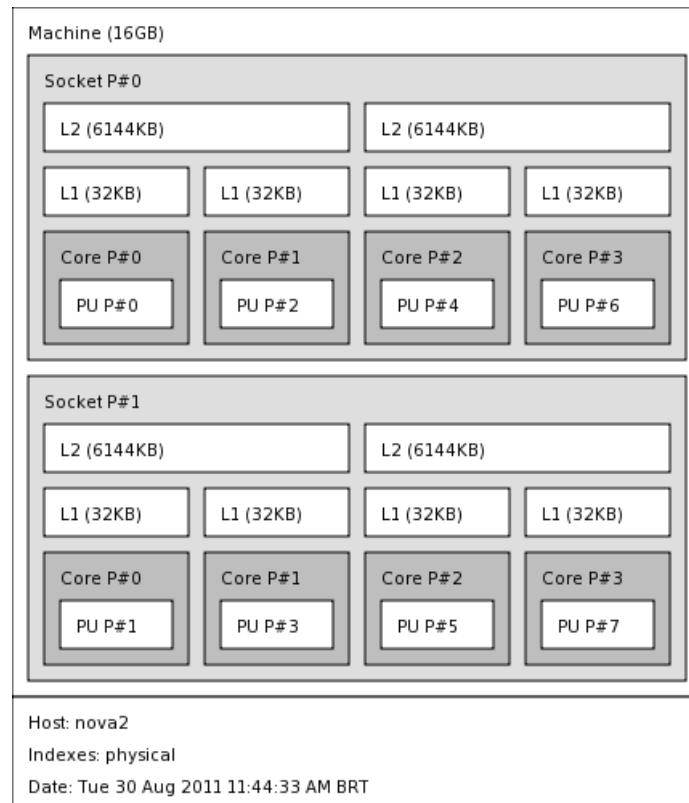 Machine (16GB)
Socket P#0
L2 (6144KB) L2 (6144KB)
L1 (32KB) L1 (32KB) L1 (32KB) L1 (32KB)
Core P#0 Core P#1 Core P#2 Core P#3
PU P#0 PU P#2 PU P#4 PU P#6
Socket P#1
L2 (6144KB) L2 (6144KB)
L1 (32KB) L1 (32KB) L1 (32KB) L1 (32KB)
Core P#0 Core P#1 Core P#2 Core P#3
PU P#1 PU P#3 PU P#5 PU P#7
Host: nova2
Indexes: physical
Date: Tue 30 Aug 2011 11:44:33 AM BRT